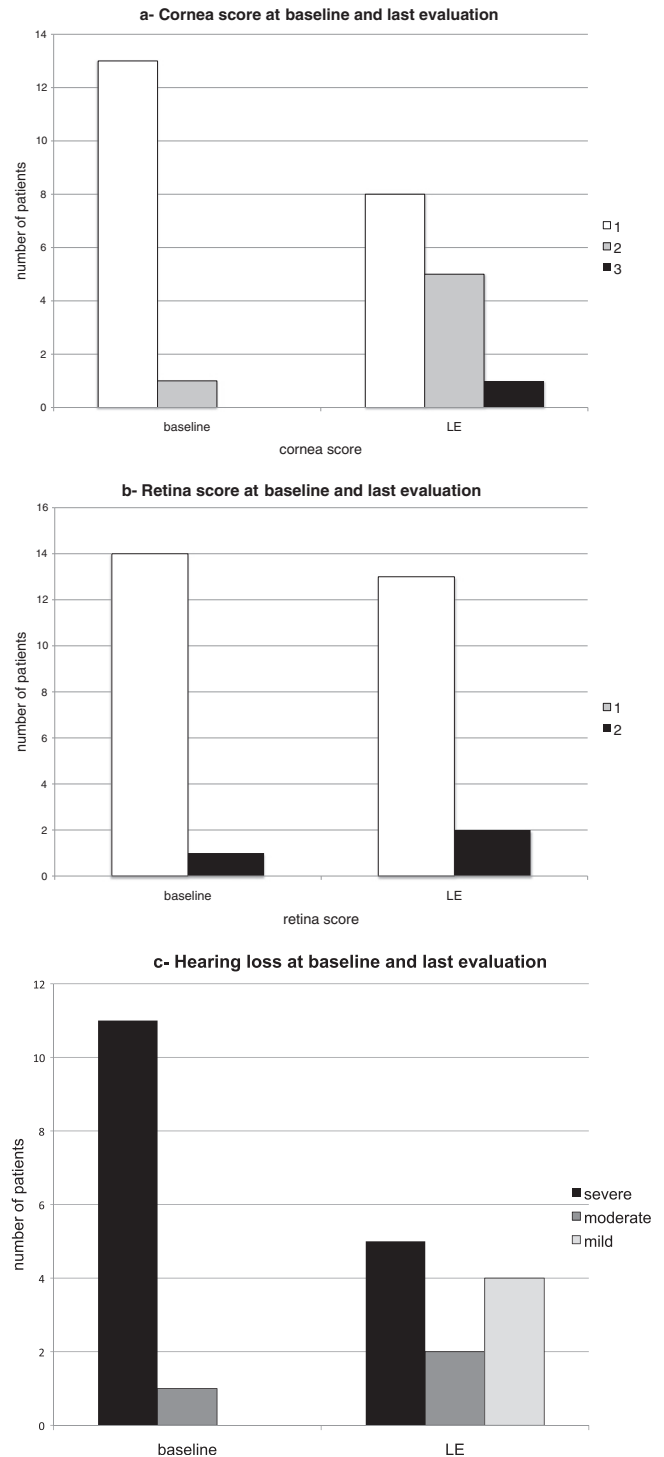 a- Cornea score at baseline and last evaluation
14
12
10
8
6
4
2
0
number of patients
baseline
LE
cornea score
1
2
3
b- Retina score at baseline and last evaluation
16
14
12
10
8
6
4
2
0
number of patients
baseline
LE
retina score
1
2
c- Hearing loss at baseline and last evaluation
12
10
8
6
4
2
0
number of patients
baseline
LE
severe
moderate
mild